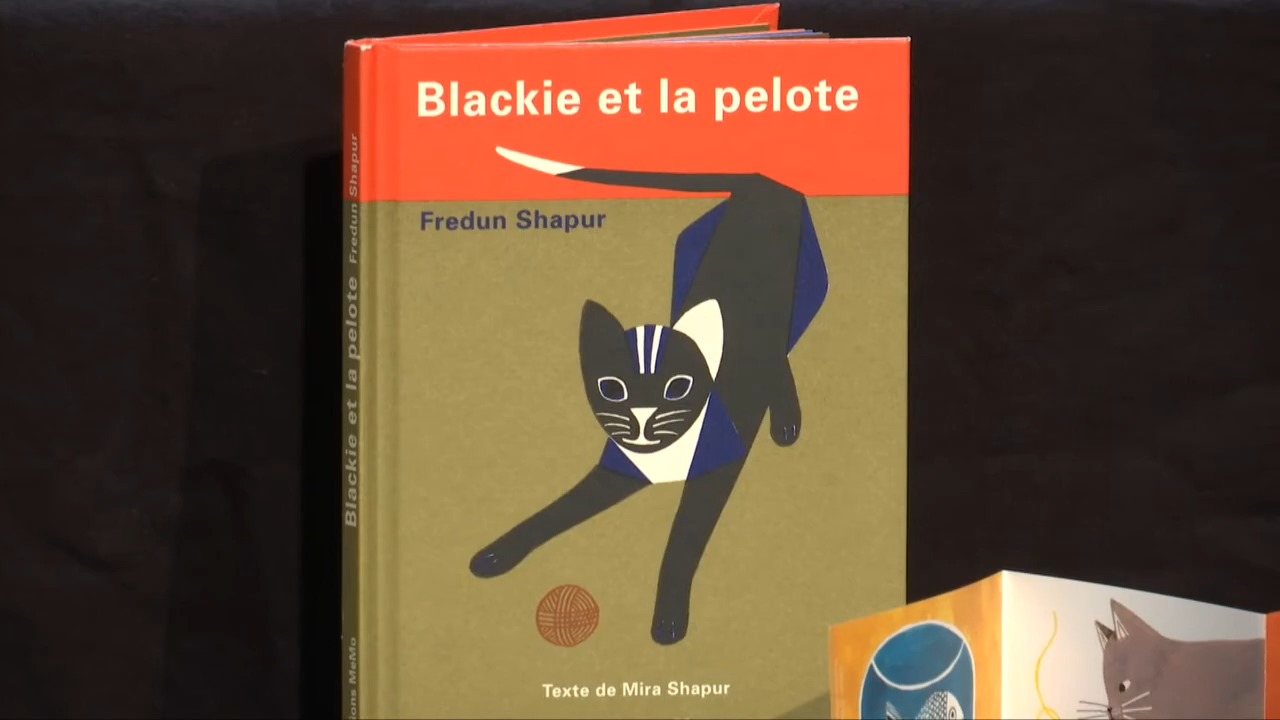 Blackie et la pelote
Fredun Shapur
Texte de Mira Shapur
Blackie et la pelote Fredun Shapur
ions MeMo